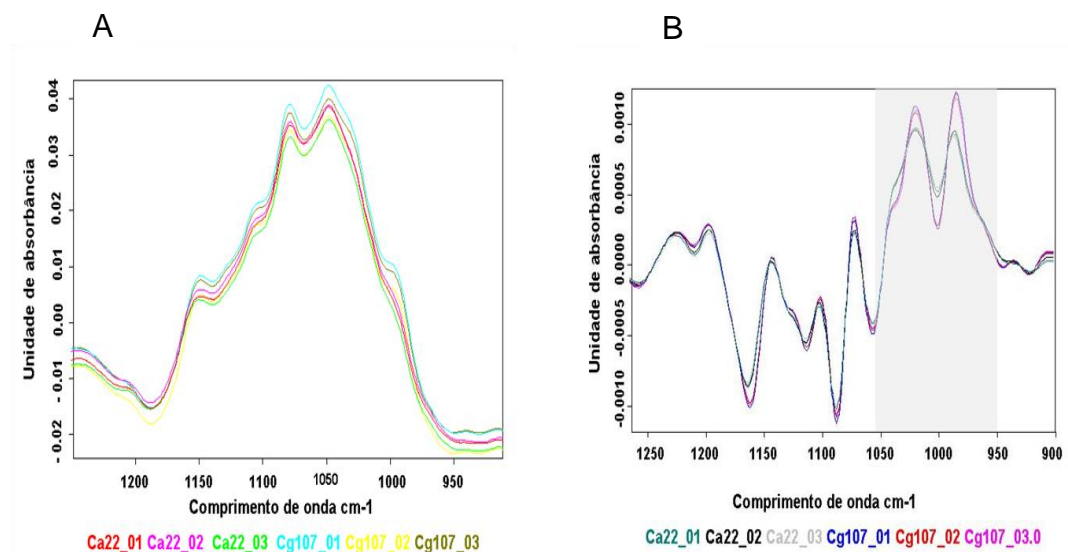 A
B
Unidade de absorbância
0.04
0.03
0.02
0.01
0.00
-0.01
-0.02
1200 1150 1100 1050 1000 950
Comprimento de onda cm-1
Ca22_01 Ca22_02 Ca22_03 Cg107_01 Cg107_02 Cg107_03
Unidade de absorbância
0.0010
0.0005
0.0000
-0.0005
-0.0010
1250 1200 1150 1100 1050 1000 950 900
Comprimento de onda cm-1
Ca22_01 Ca22_02 Ca22_03 Cg107_01 Cg107_02 Cg107_03.0